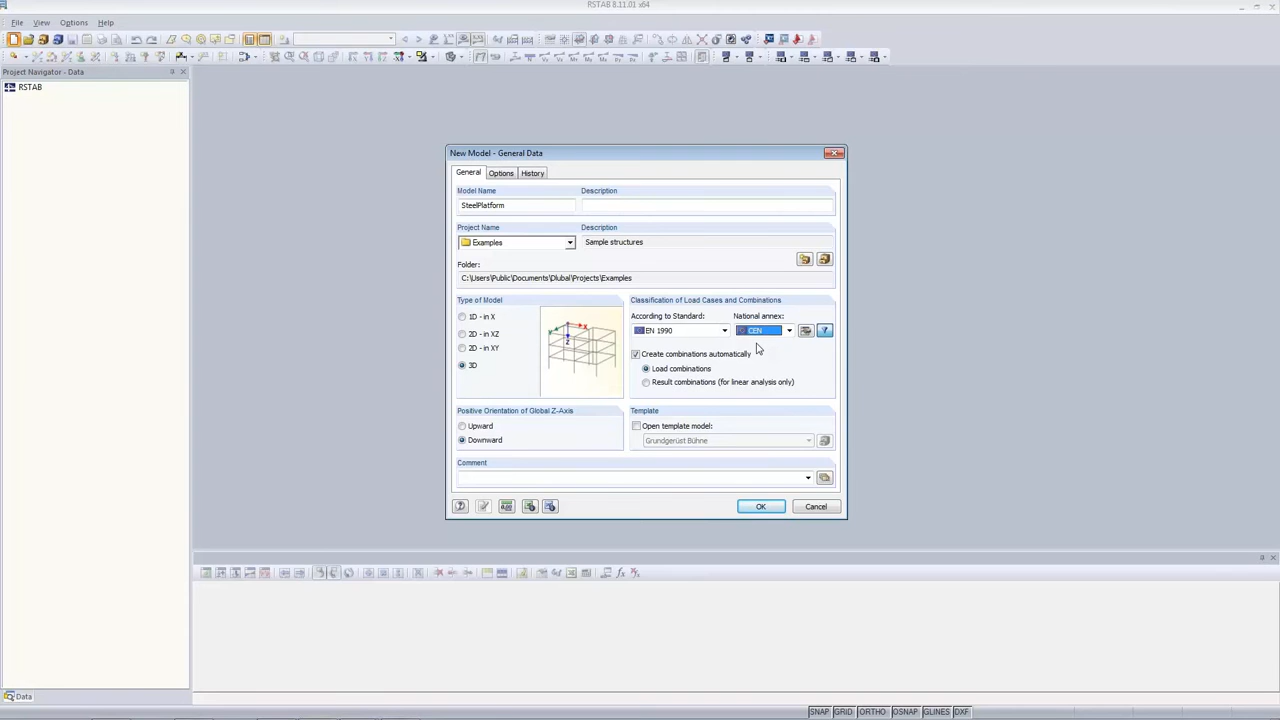 RSTAB 8.11.01 x64
File View Options Help
Project Navigator - Data
RSTAB
New Model - General Data
General Options History
Model Name Description
SteelPlatform
Project Name Description
Examples Sample structures
Folder:
C:\Users\Public\Documents\Dlubal\Projects\Examples
Type of Model Classification of Load Cases and Combinations
1D - in X According to Standard: National annex:
2D - in XZ EN 1990 CEN
2D - in XY Create combinations automatically
3D Load combinations
Result combinations (for linear analysis only)
Positive Orientation of Global Z-Axis Template
Upward Open template model:
Downward Grundgerüst Bühne
Comment
OK Cancel
Data
SNAP GRID ORTHO OSNAP GLINES DXF